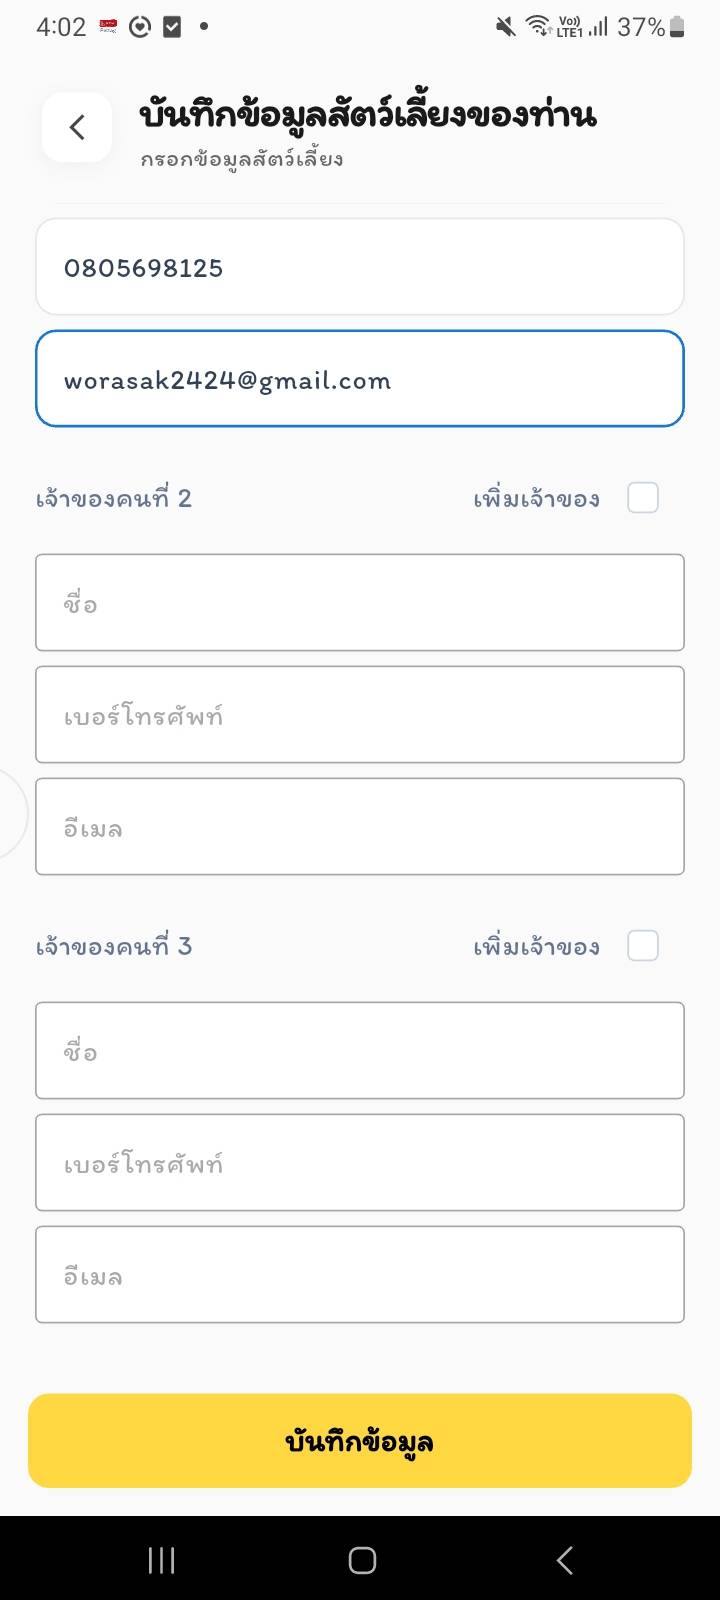 4:02
Vo))
LTE1
37%
บันทึกข้อมูลสัตว์เลี้ยงของท่าน
กรอกข้อมูลสัตว์เลี้ยง
0805698125
worasak2424@gmail.com
เจ้าของคนที่ 2 เพิ่มเจ้าของ
ชื่อ
เบอร์โทรศัพท์
อีเมล
เจ้าของคนที่ 3 เพิ่มเจ้าของ
ชื่อ
เบอร์โทรศัพท์
อีเมล
บันทึกข้อมูล